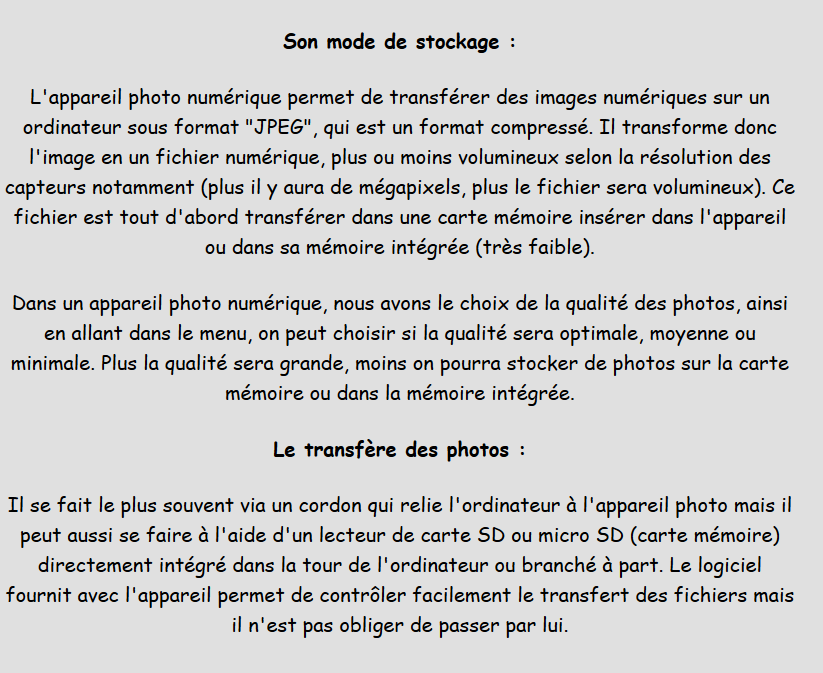 Son mode de stockage :
L'appareil photo numérique permet de transférer des images numériques sur un
ordinateur sous format "JPEG", qui est un format compressé. Il transforme donc
l'image en un fichier numérique, plus ou moins volumineux selon la résolution des
capteurs notamment (plus il y aura de mégapixels, plus le fichier sera volumineux). Ce
fichier est tout d'abord transférer dans une carte mémoire insérer dans l'appareil
ou dans sa mémoire intégrée (très faible).
Dans un appareil photo numérique, nous avons le choix de la qualité des photos, ainsi
en allant dans le menu, on peut choisir si la qualité sera optimale, moyenne ou
minimale. Plus la qualité sera grande, moins on pourra stocker de photos sur la carte
mémoire ou dans la mémoire intégrée.
Le transfère des photos :
Il se fait le plus souvent via un cordon qui relie l'ordinateur à l'appareil photo mais il
peut aussi se faire à l'aide d'un lecteur de carte SD ou micro SD (carte mémoire)
directement intégré dans la tour de l'ordinateur ou branché à part. Le logiciel
fournit avec l'appareil permet de contrôler facilement le transfert des fichiers mais
il n'est pas obliger de passer par lui.